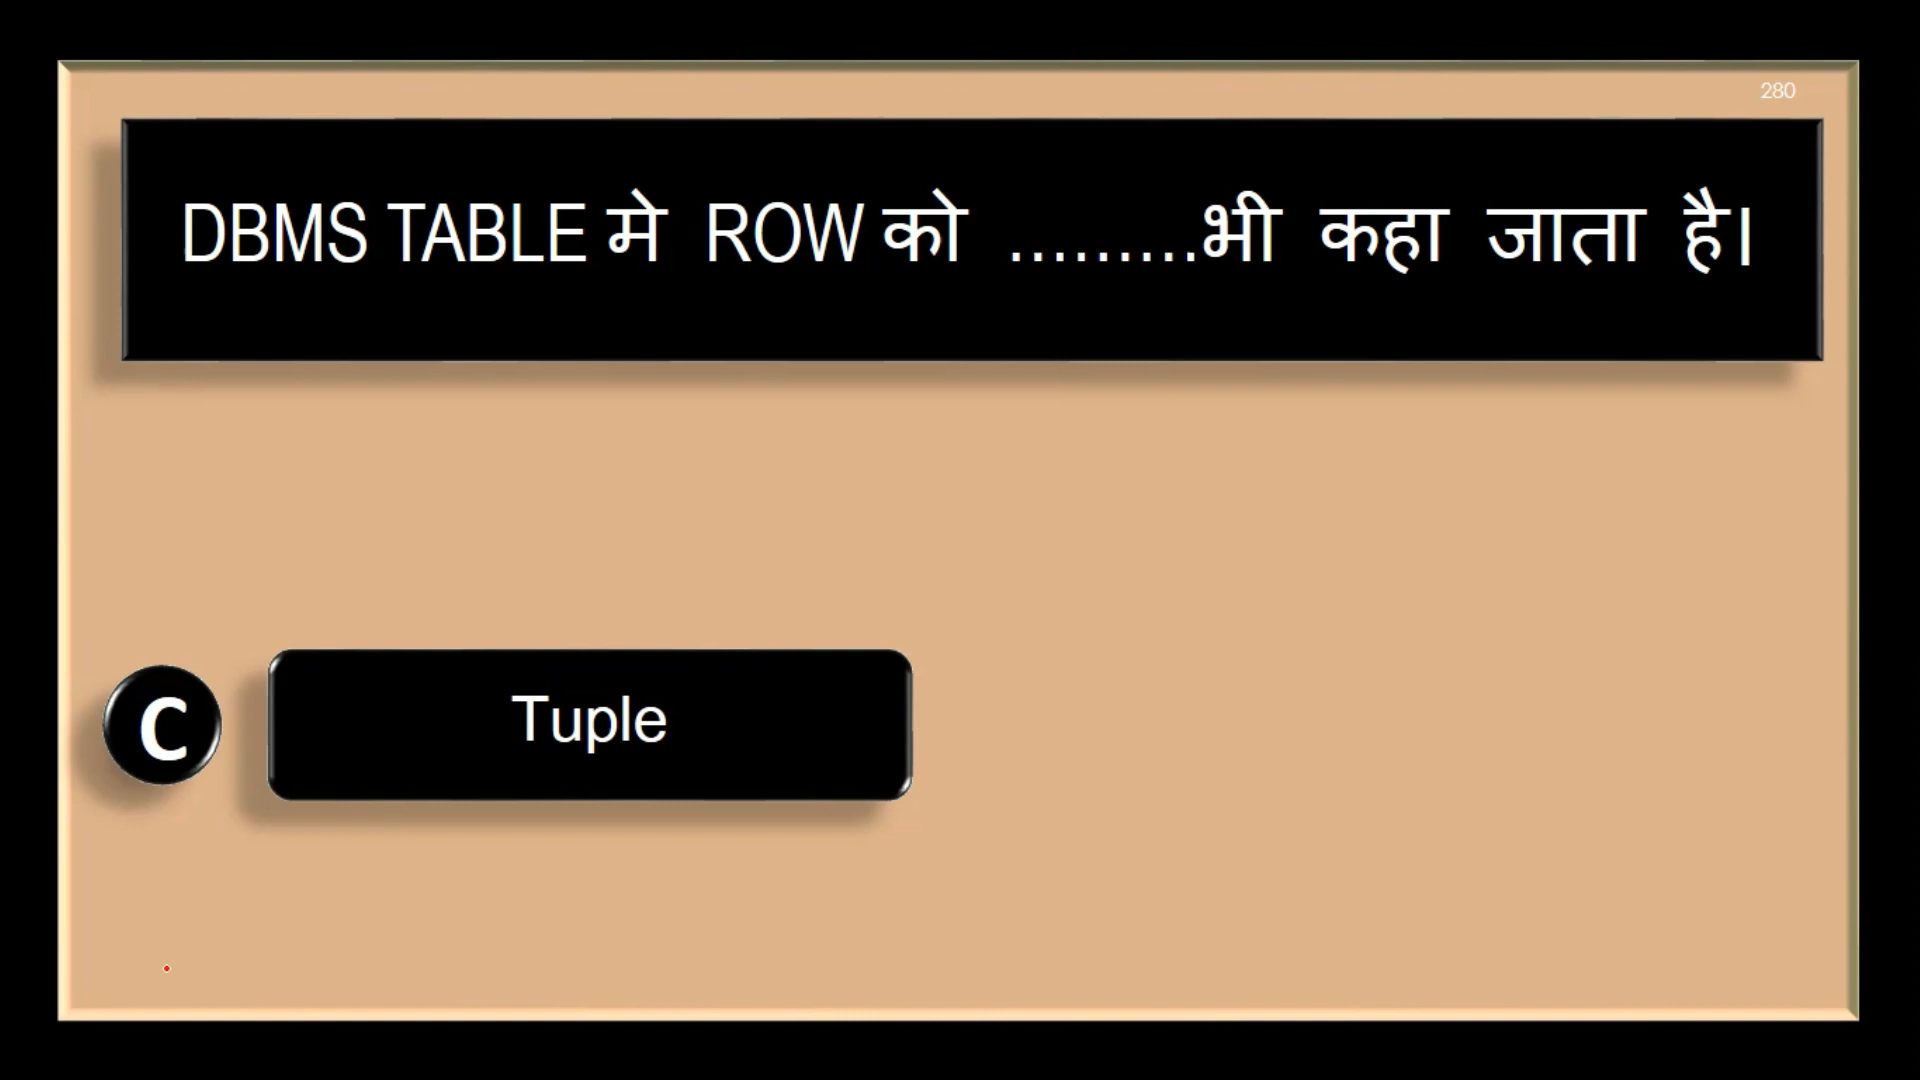 280
DBMS TABLE मे ROW को .........भी कहा जाता है।
C
Tuple